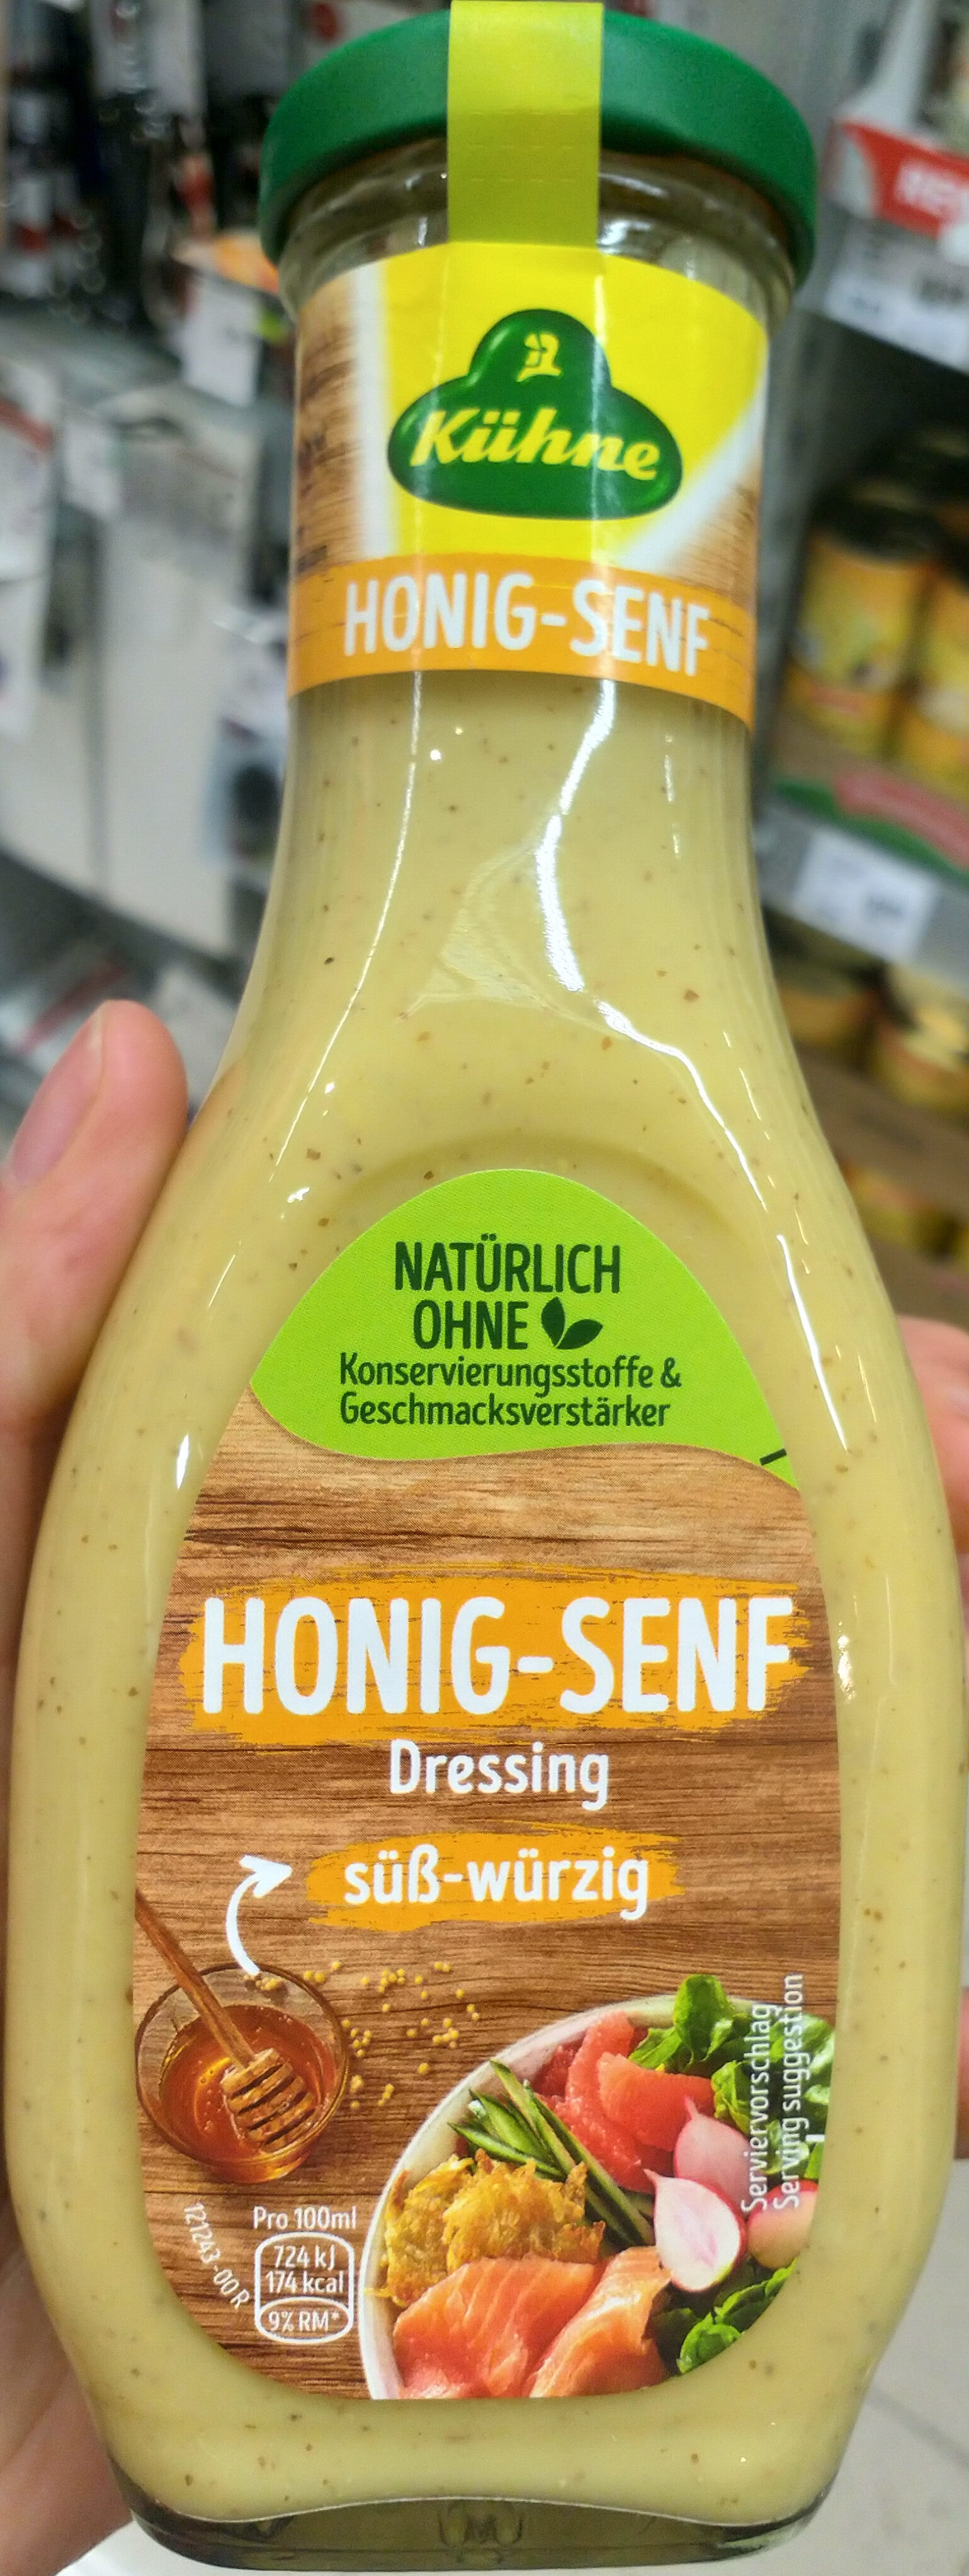 Kühne
HONIG-SENF
NATÜRLICH
OHNE
Konservierungsstoffe &
Geschmacksverstärker
HONIG-SENF
Dressing
süß-würzig
Serviervorschlag
Serving suggestion
121243-00R
Pro 100ml
724 kJ
174 kcal
9% RM*